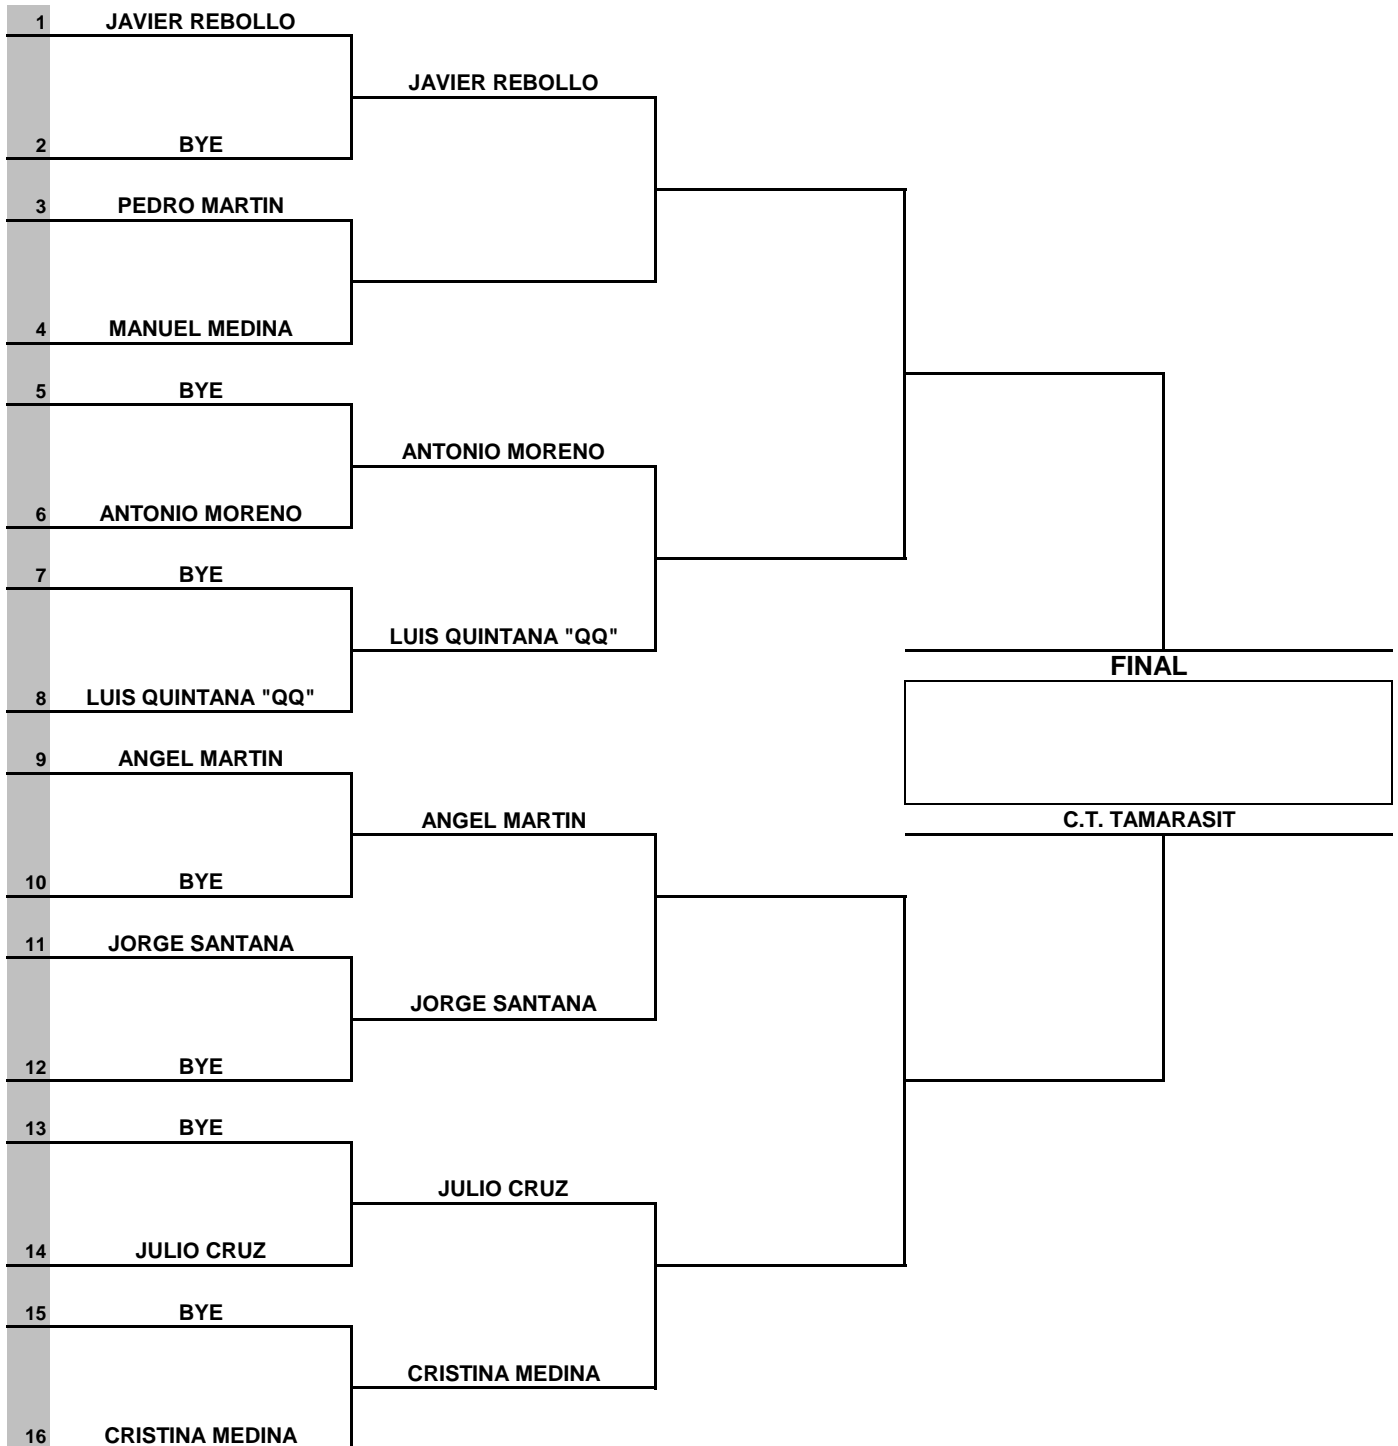 1 JAVIER REBOLLO
JAVIER REBOLLO
2 BYE
3 PEDRO MARTIN
4 MANUEL MEDINA
5 BYE
ANTONIO MORENO
6 ANTONIO MORENO
7 BYE
LUIS QUINTANA "QQ"
FINAL
8 LUIS QUINTANA "QQ"
9 ANGEL MARTIN
ANGEL MARTIN
C.T. TAMARASIT
10 BYE
11 JORGE SANTANA
JORGE SANTANA
12 BYE
13 BYE
JULIO CRUZ
14 JULIO CRUZ
15 BYE
CRISTINA MEDINA
16 CRISTINA MEDINA